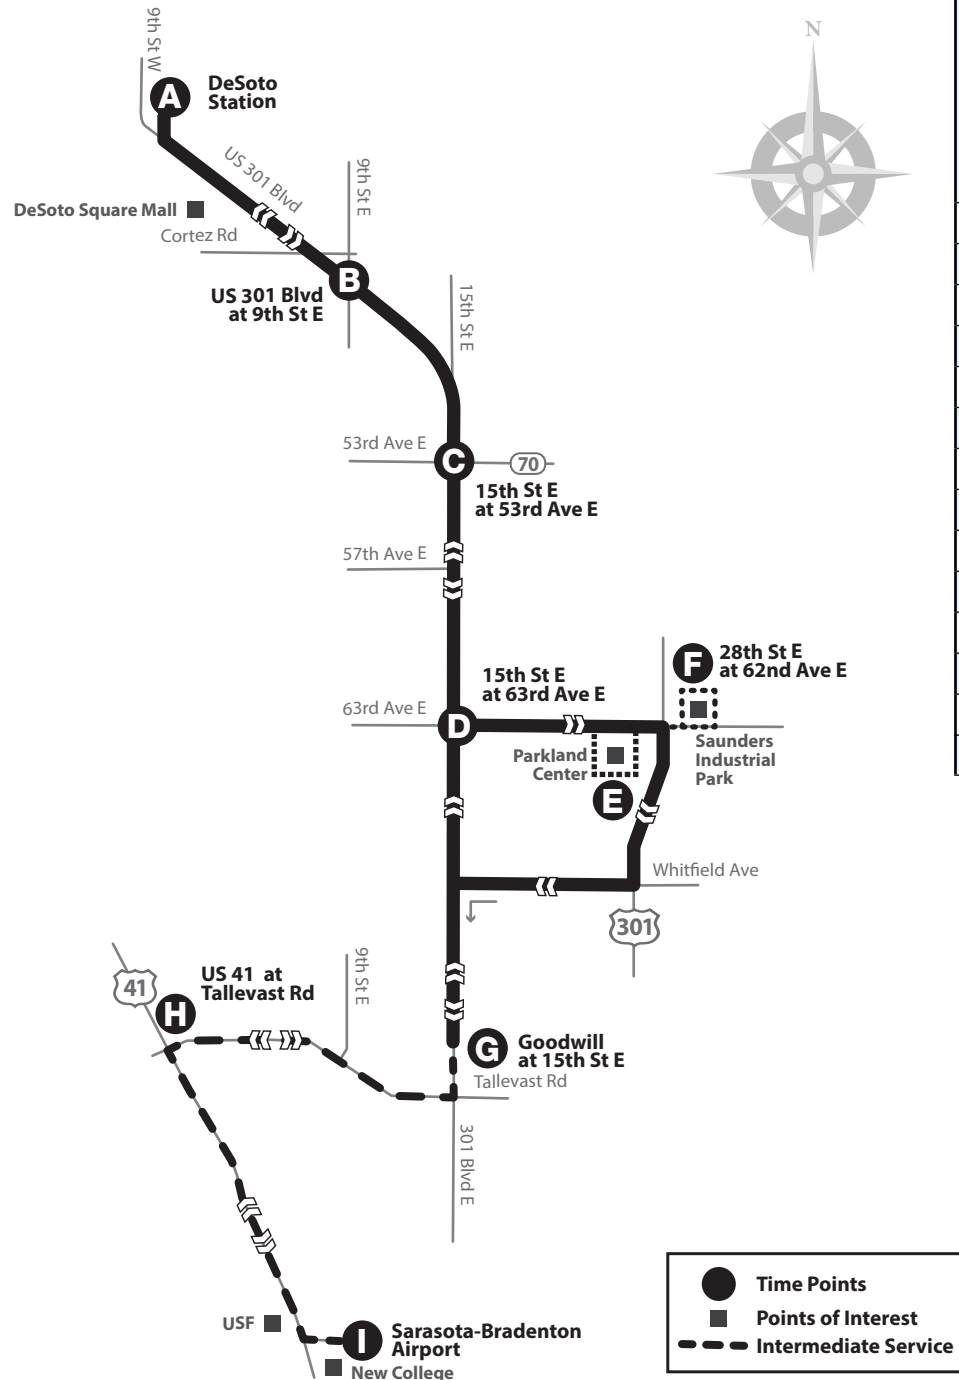 N
9th St W
A
DeSoto
Station
US 301 Blvd
9th St E
DeSoto Square Mall
Cortez Rd
B
US 301 Blvd
at 9th St E
15th St E
53rd Ave E
C
70
15th St E
at 53rd Ave E
57th Ave E
F
28th St E
at 62nd Ave E
15th St E
at 63rd Ave E
63rd Ave E
D
Saunders
Industrial
Park
Parkland
Center
E
Whitfield Ave
301
US 41 at
Tallevast Rd
41
H
9th St E
G
Goodwill
at 15th St E
Tallevast Rd
301 Blvd E
Time Points
Points of Interest
Intermediate Service
USF
I
Sarasota-Bradenton
Airport
New College